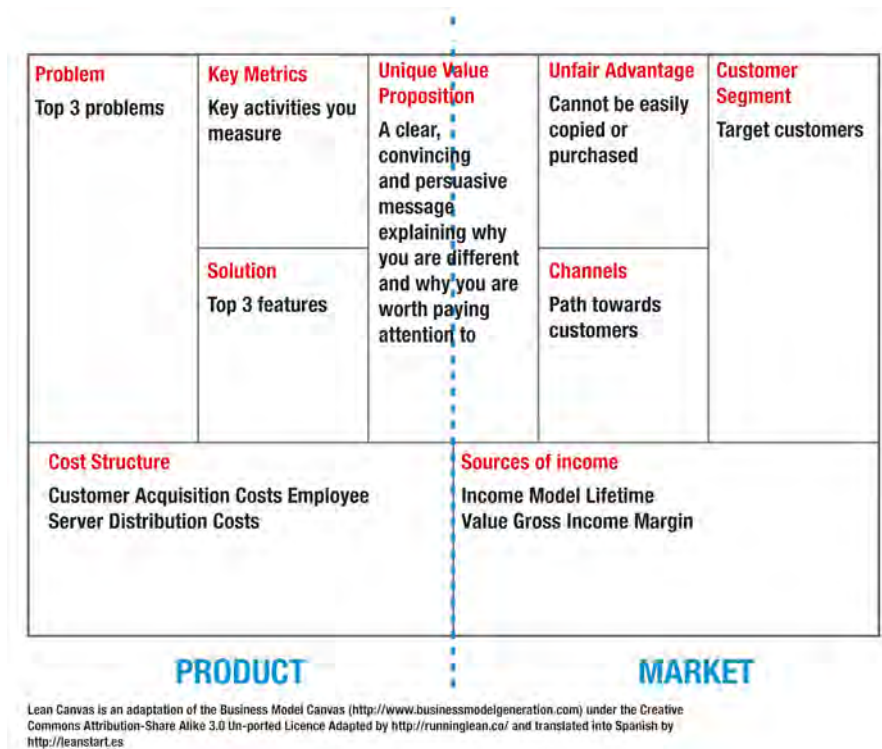 Problem
Top 3 problems
Key Metrics
Key activities you
measure
Solution
Top 3 features
Unique Value
Proposition
A clear,
convincing
and persuasive
message
explaining why
you are different
and why you are
worth paying
attention to
Unfair Advantage
Cannot be easily
copied or
purchased
Channels
Path towards
customers
Customer
Segment
Target customers
Cost Structure
Customer Acquisition Costs Employee
Server Distribution Costs
Sources of income
Income Model Lifetime
Value Gross Income Margin
PRODUCT
MARKET
Lean Canvas is an adaptation of the Business Model Canvas (http://www.businessmodelgeneration.com) under the Creative
Commons Attribution-Share Alike 3.0 Un-ported Licence Adapted by http://runninglean.co/ and translated into Spanish by
http://leanstart.es